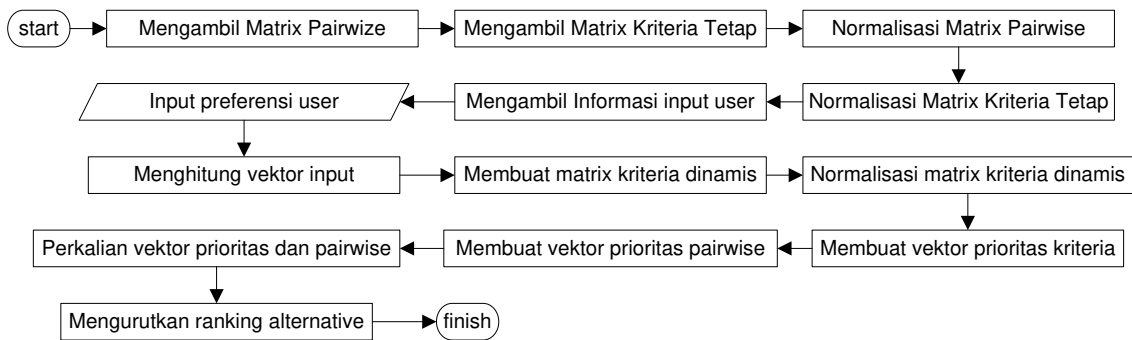 start
Mengambil Matrix Pairwize
Mengambil Matrix Kriteria Tetap
Normalisasi Matrix Pairwise
Normalisasi Matrix Kriteria Tetap
Mengambil Informasi input user
Input preferensi user
Menghitung vektor input
Membuat matrix kriteria dinamis
Normalisasi matrix kriteria dinamis
Membuat vektor prioritas kriteria
Membuat vektor prioritas pairwise
Perkalian vektor prioritas dan pairwise
Mengurutkan ranking alternative
finish